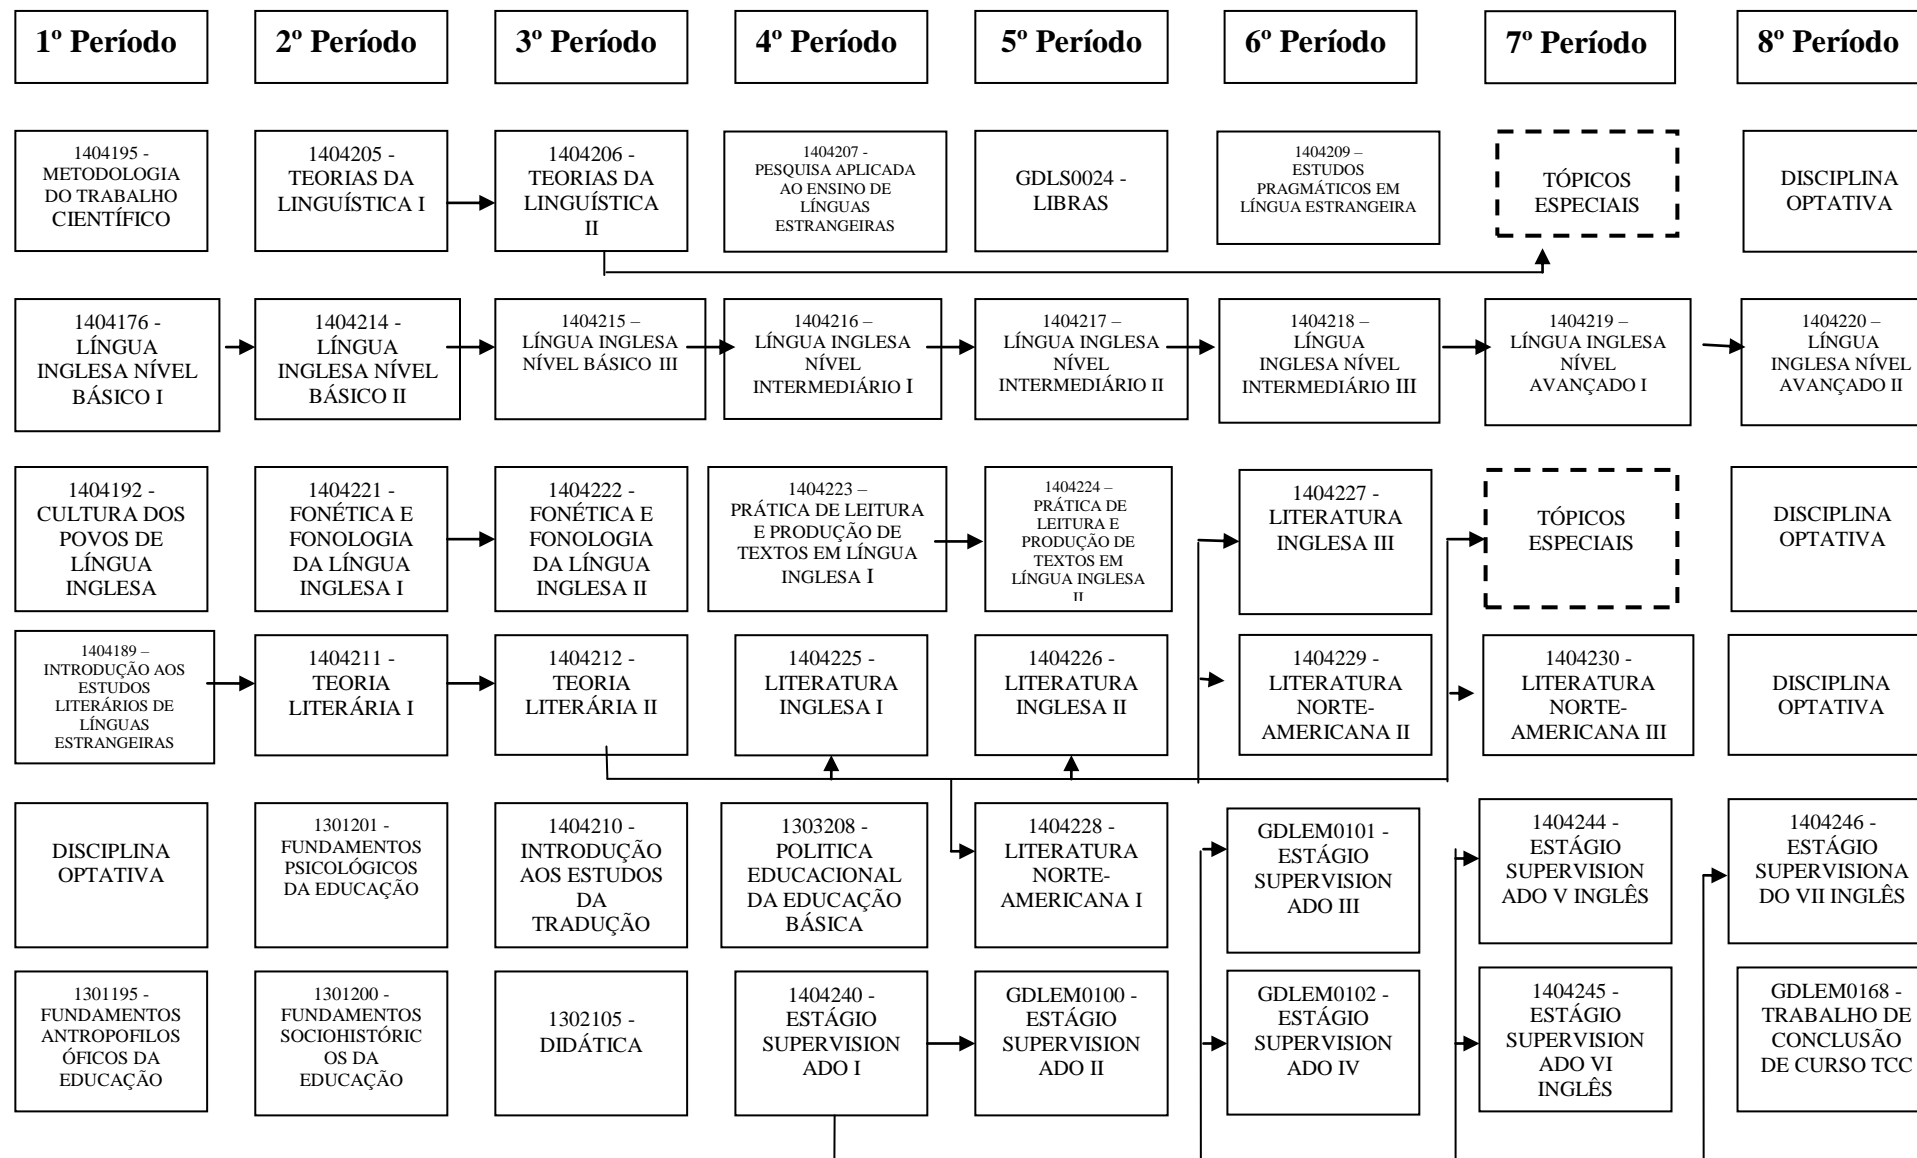 1º Período
2º Período
3º Período
4º Período
5º Período
6º Período
7º Período
8º Período
1404195 -
METODOLOGIA
DO TRABALHO
CIENTÍFICO
1404205 -
TEORIAS DA
LINGUÍSTICA I
1404206 -
TEORIAS DA
LINGUÍSTICA
II
1404207 -
PESQUISA APLICADA
AO ENSINO DE
LÍNGUAS
ESTRANGEIRAS
GDLS0024 -
LIBRAS
1404209 –
ESTUDOS
PRAGMÁTICOS EM
LÍNGUA ESTRANGEIRA
TÓPICOS
ESPECIAIS
DISCIPLINA
OPTATIVA
1404176 -
LÍNGUA
INGLESA NÍVEL
BÁSICO I
1404214 -
LÍNGUA
INGLESA NÍVEL
BÁSICO II
1404215 –
LÍNGUA INGLESA
NÍVEL BÁSICO III
1404216 –
LÍNGUA INGLESA
NÍVEL
INTERMEDIÁRIO I
1404217 –
LÍNGUA INGLESA
NÍVEL
INTERMEDIÁRIO II
1404218 –
LÍNGUA
INGLESA NÍVEL
INTERMEDIÁRIO III
1404219 –
LÍNGUA INGLESA
NÍVEL
AVANÇADO I
1404220 –
LÍNGUA
INGLESA NÍVEL
AVANÇADO II
1404192 -
CULTURA DOS
POVOS DE
LÍNGUA
INGLESA
1404221 -
FONÉTICA E
FONOLOGIA
DA LÍNGUA
INGLESA I
1404222 -
FONÉTICA E
FONOLOGIA
DA LÍNGUA
INGLESA II
1404223 –
PRÁTICA DE LEITURA
E PRODUÇÃO DE
TEXTOS EM LÍNGUA
INGLESA I
1404224 –
PRÁTICA DE
LEITURA E
PRODUÇÃO DE
TEXTOS EM
LÍNGUA INGLESA
II
1404227 -
LITERATURA
INGLESA III
TÓPICOS
ESPECIAIS
DISCIPLINA
OPTATIVA
1404189 –
INTRODUÇÃO AOS
ESTUDOS
LITERÁRIOS DE
LÍNGUAS
ESTRANGEIRAS
1404211 -
TEORIA
LITERÁRIA I
1404212 -
TEORIA
LITERÁRIA II
1404225 -
LITERATURA
INGLESA I
1404226 -
LITERATURA
INGLESA II
1404229 -
LITERATURA
NORTE-
AMERICANA II
1404230 -
LITERATURA
NORTE-
AMERICANA III
DISCIPLINA
OPTATIVA
DISCIPLINA
OPTATIVA
1301201 -
FUNDAMENTOS
PSICOLÓGICOS
DA EDUCAÇÃO
1404210 -
INTRODUÇÃO
AOS ESTUDOS
DA
TRADUÇÃO
1303208 -
POLITICA
EDUCACIONAL
DA EDUCAÇÃO
BÁSICA
1404228 -
LITERATURA
NORTE-
AMERICANA I
GDLEM0101 -
ESTÁGIO
SUPERVISION
ADO III
1404244 -
ESTÁGIO
SUPERVISION
ADO V INGLÊS
1404246 -
ESTÁGIO
SUPERVISIONA
DO VII INGLÊS
1301195 -
FUNDAMENTOS
ANTROPOFILOS
ÓFICOS DA
EDUCAÇÃO
1301200 -
FUNDAMENTOS
SOCIOHISTÓRIC
OS DA
EDUCAÇÃO
1302105 -
DIDÁTICA
1404240 -
ESTÁGIO
SUPERVISION
ADO I
GDLEM0100 -
ESTÁGIO
SUPERVISION
ADO II
GDLEM0102 -
ESTÁGIO
SUPERVISION
ADO IV
1404245 -
ESTÁGIO
SUPERVISION
ADO VI
INGLÊS
GDLEM0168 -
TRABALHO DE
CONCLUSÃO
DE CURSO TCC